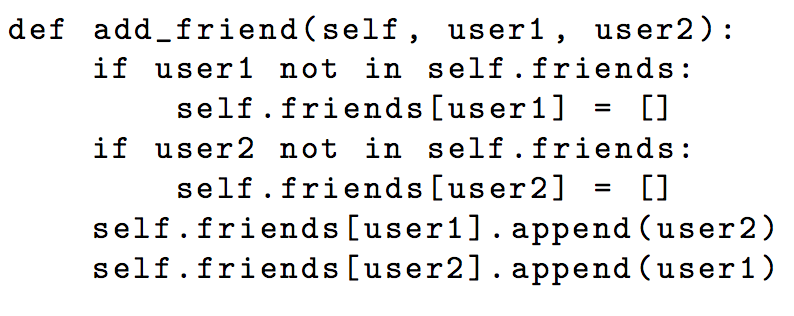 def add_friend(self, user1, user2):
    if user1 not in self.friends:
        self.friends[user1] = []
    if user2 not in self.friends:
        self.friends[user2] = []
    self.friends[user1].append(user2)
    self.friends[user2].append(user1)